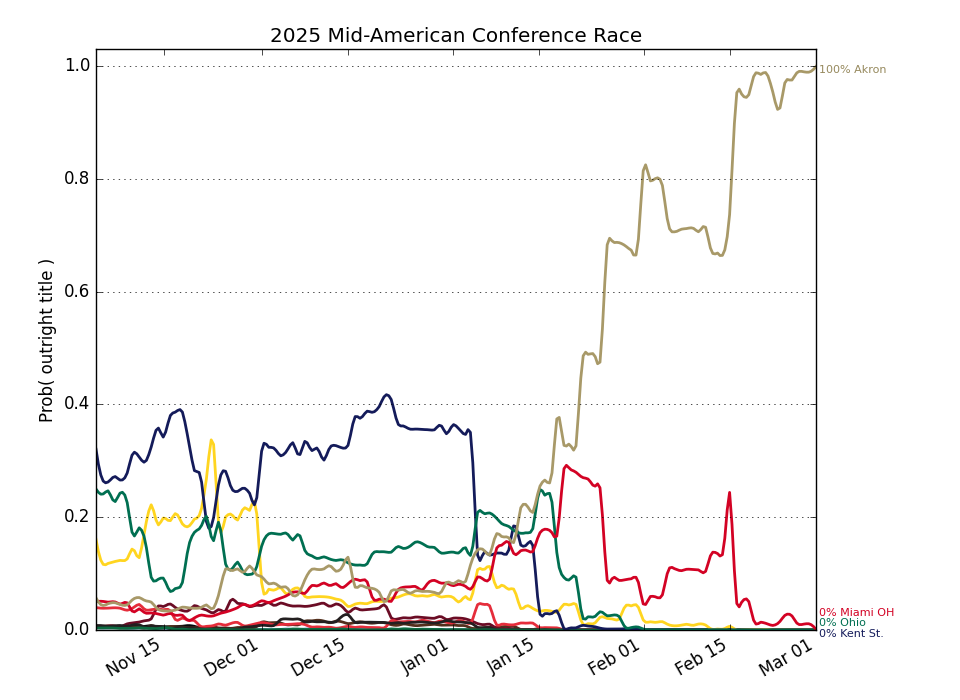 2025 Mid-American Conference Race
Prob( outright title )
1.0
0.8
0.6
0.4
0.2
0.0
Nov 15
Dec 01
Dec 15
Jan 01
Jan 15
Feb 01
Feb 15
Mar 01
100% Akron
0% Miami OH
0% Ohio
0% Kent St.